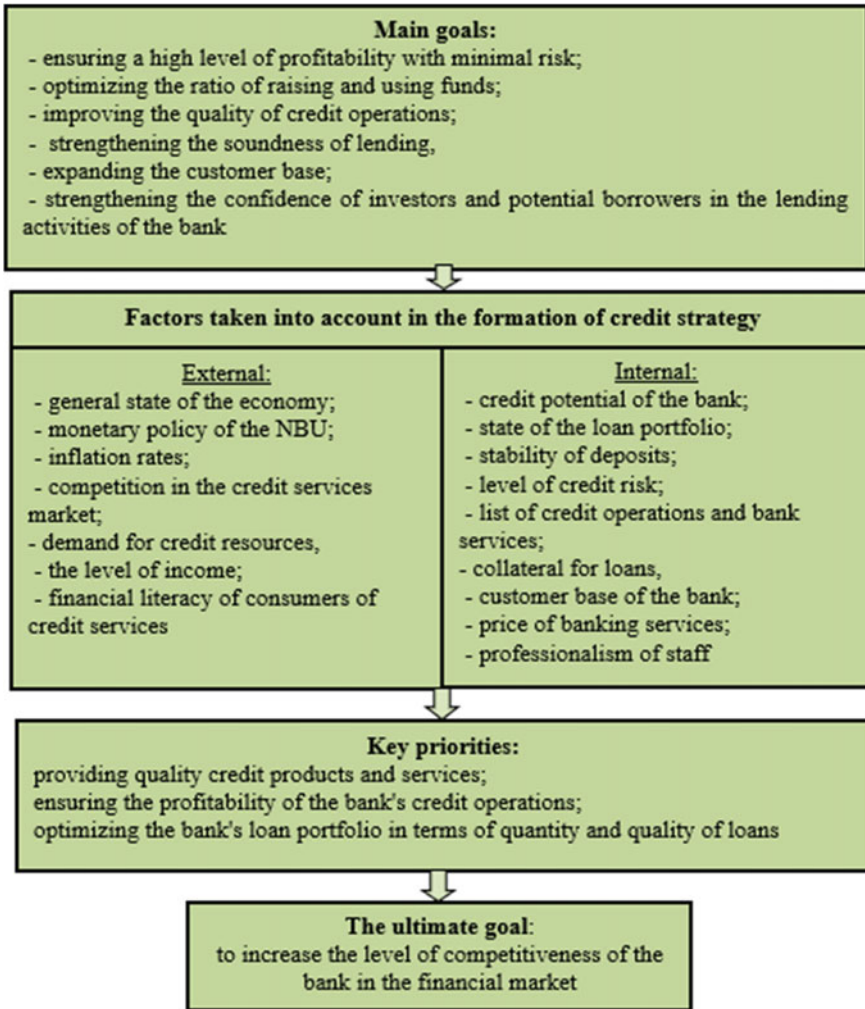 Main goals:
- ensuring a high level of profitability with minimal risk;
- optimizing the ratio of raising and using funds;
- improving the quality of credit operations;
- strengthening the soundness of lending,
- expanding the customer base;
- strengthening the confidence of investors and potential borrowers in the lending
activities of the bank
Factors taken into account in the formation of credit strategy
External:
- general state of the economy;
- monetary policy of the NBU;
- inflation rates;
- competition in the credit services
market;
- demand for credit resources,
- the level of income;
- financial literacy of consumers of
credit services
Internal:
- credit potential of the bank;
- state of the loan portfolio;
- stability of deposits;
- level of credit risk;
- list of credit operations and bank
services;
- collateral for loans,
- customer base of the bank;
- price of banking services;
- professionalism of staff
Key priorities:
providing quality credit products and services;
ensuring the profitability of the bank's credit operations;
optimizing the bank's loan portfolio in terms of quantity and quality of loans
The ultimate goal:
to increase the level of competitiveness of the
bank in the financial market